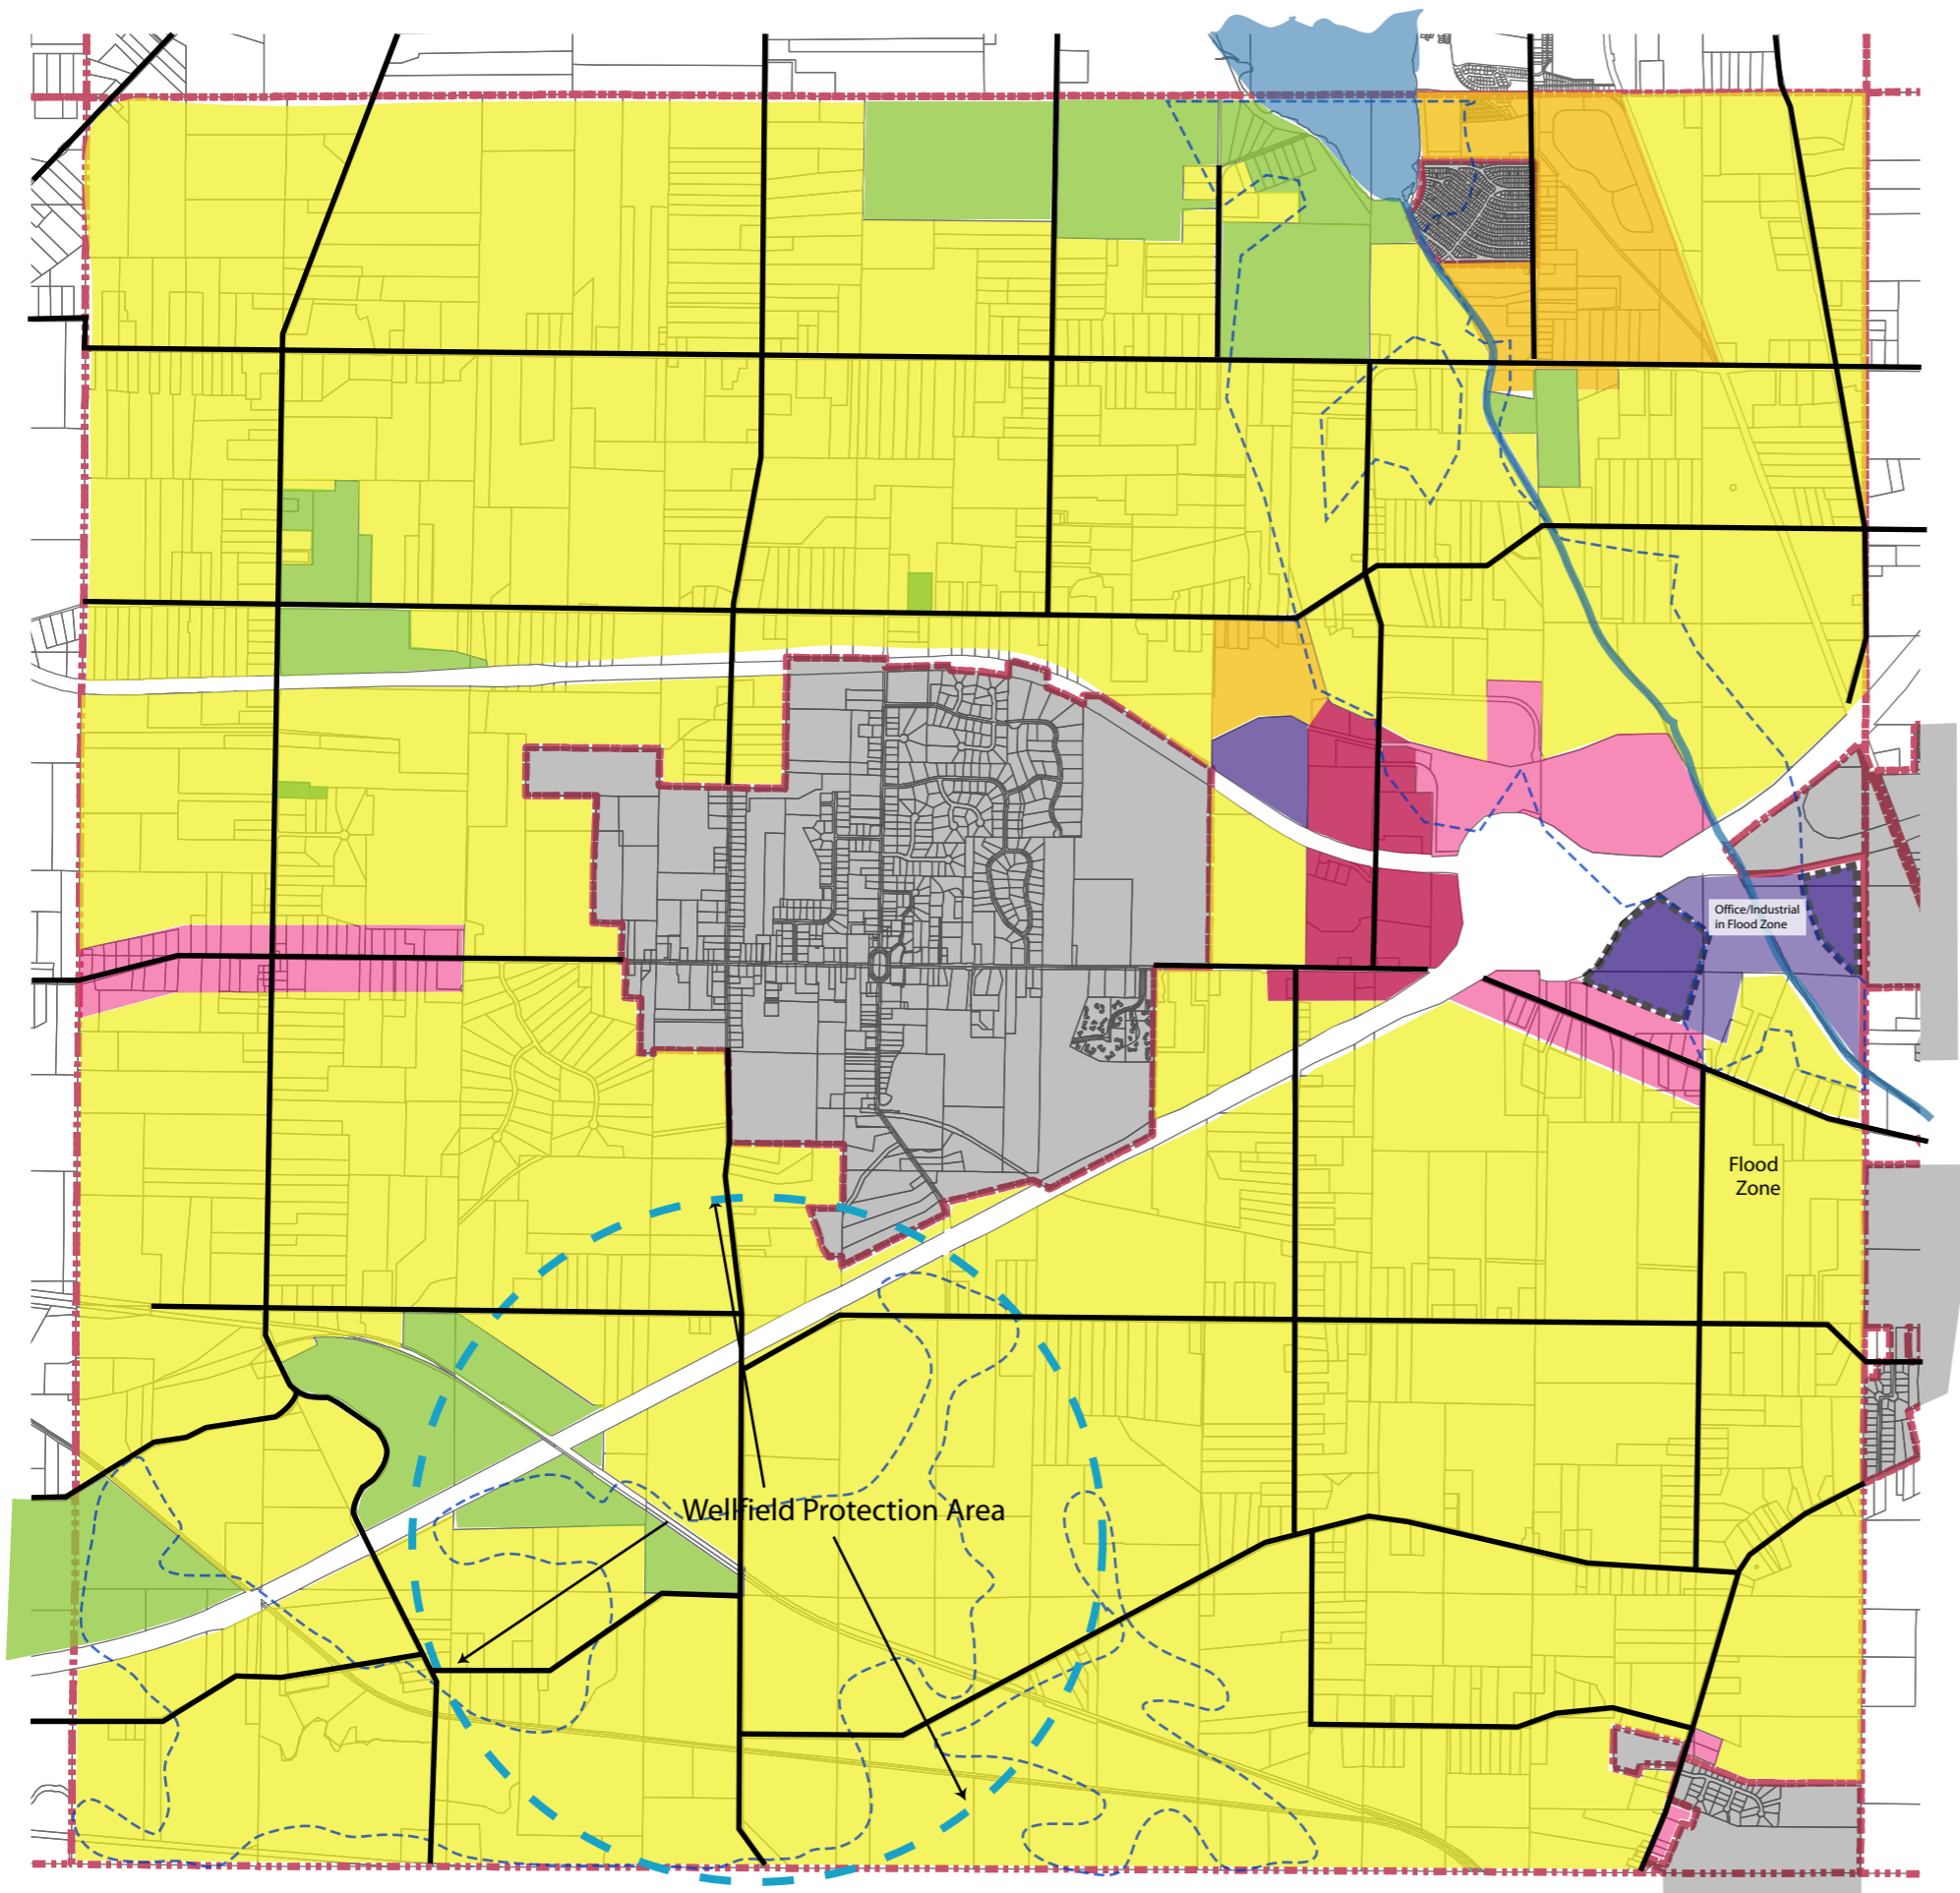 Office/Industrial
in Flood Zone
Flood
Zone
Wellfield Protection Area